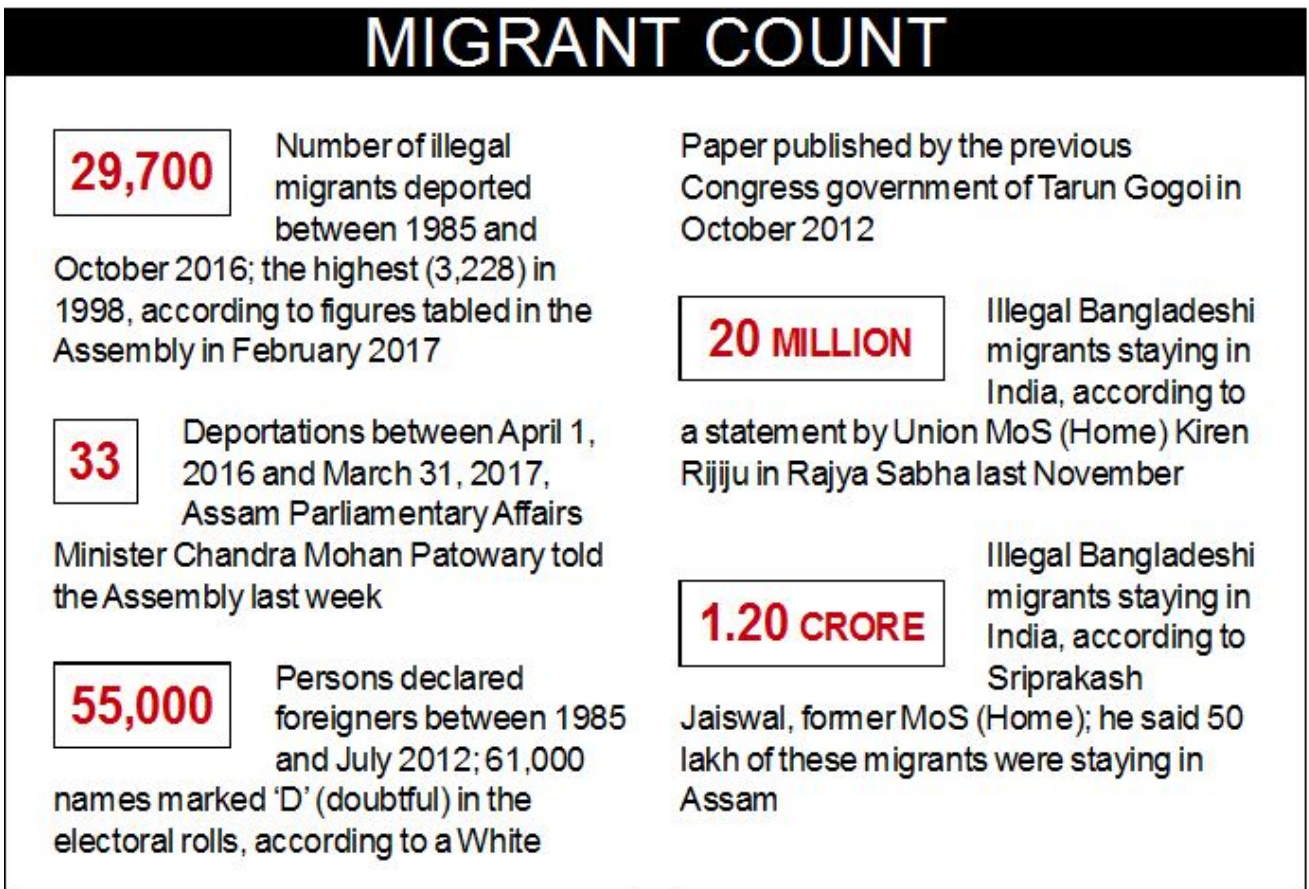 MIGRANT COUNT
29,700
Number of illegal
migrants deported
between 1985 and
October 2016; the highest (3,228) in
1998, according to figures tabled in the
Assembly in February 2017
33
Deportations between April 1,
2016 and March 31, 2017,
Assam Parliamentary Affairs
Minister Chandra Mohan Patowary told
the Assembly last week
55,000
Persons declared
foreigners between 1985
and July 2012; 61,000
names marked ‘D’ (doubtful) in the
electoral rolls, according to a White
Paper published by the previous
Congress government of Tarun Gogoi in
October 2012
20 MILLION
Illegal Bangladeshi
migrants staying in
India, according to
a statement by Union MoS (Home) Kiren
Rijiju in Rajya Sabha last November
1.20 CRORE
Illegal Bangladeshi
migrants staying in
India, according to
Sriprakash
Jaiswal, former MoS (Home); he said 50
lakh of these migrants were staying in
Assam